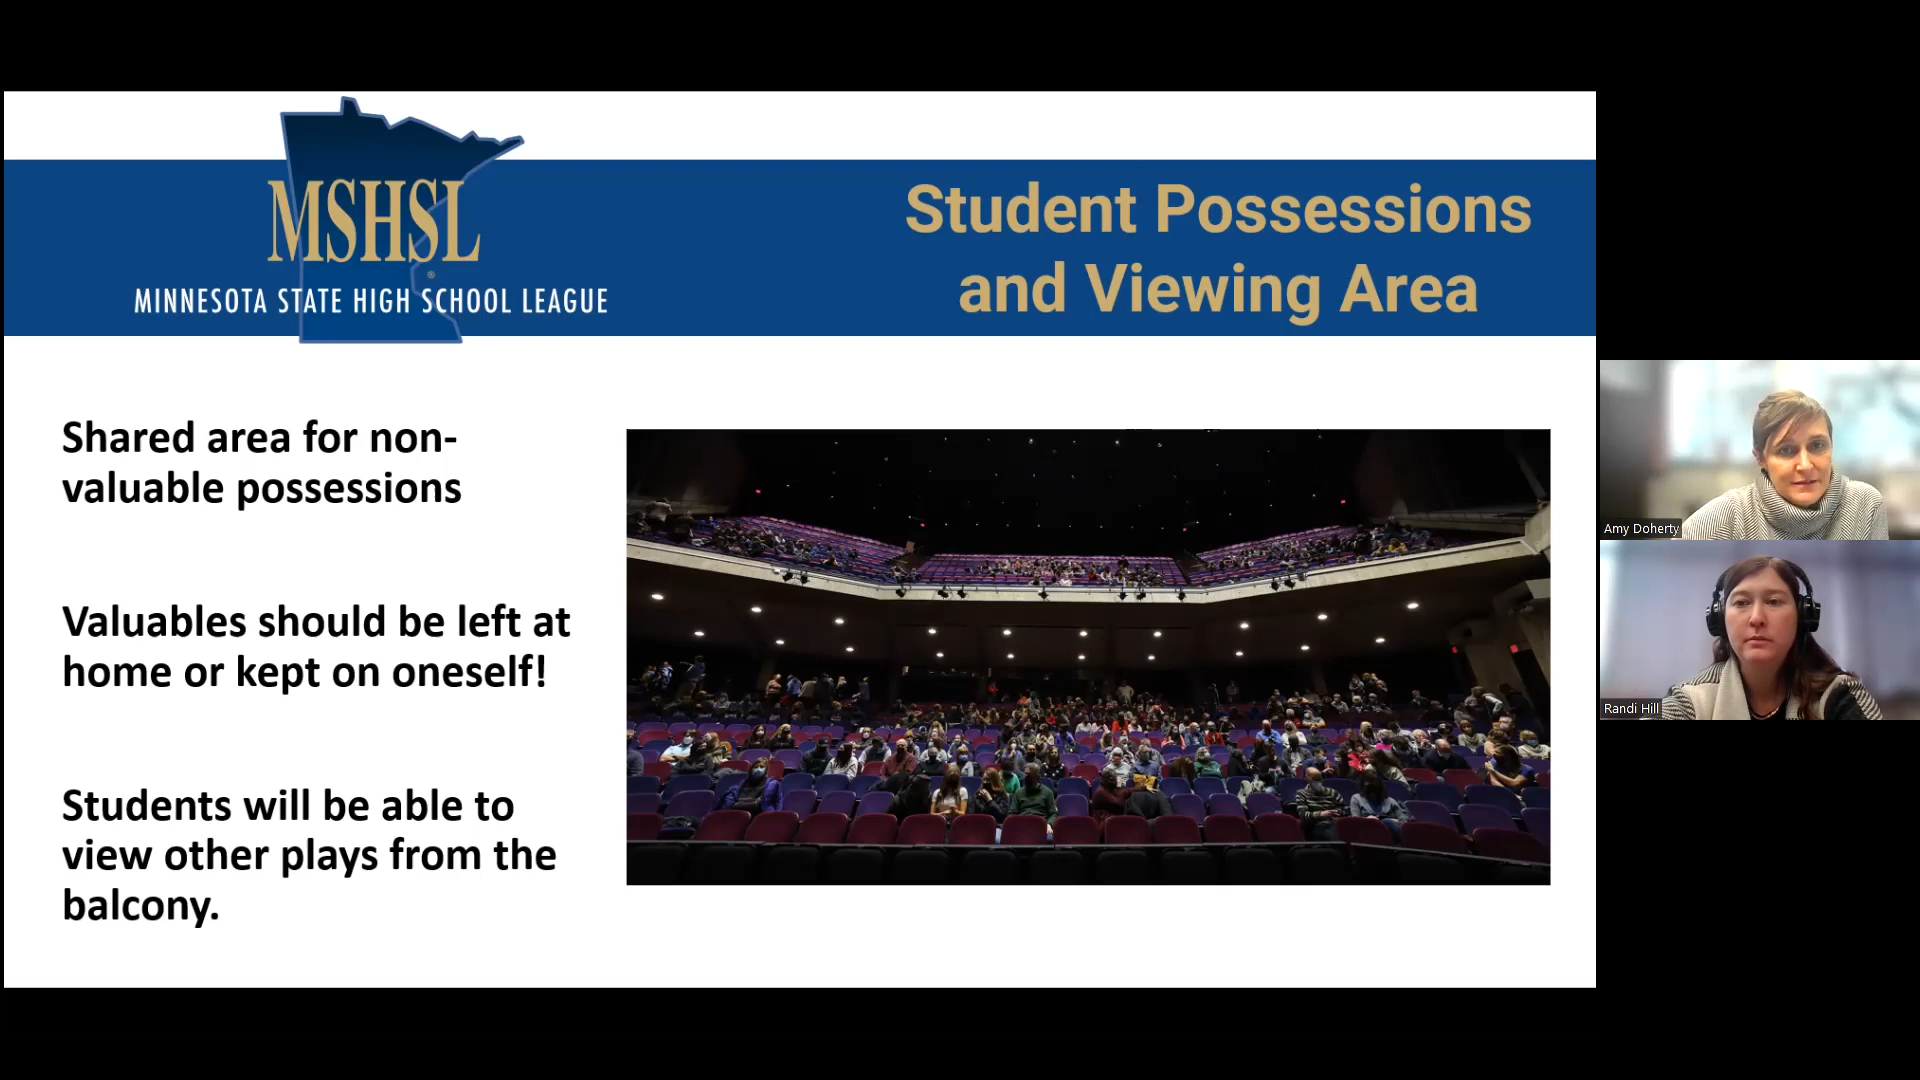 MSHSL
®
MINNESOTA STATE HIGH SCHOOL LEAGUE
Student Possessions
and Viewing Area
Shared area for non-
valuable possessions
Valuables should be left at
home or kept on oneself!
Students will be able to
view other plays from the
balcony.
Amy Doherty
Randi Hill